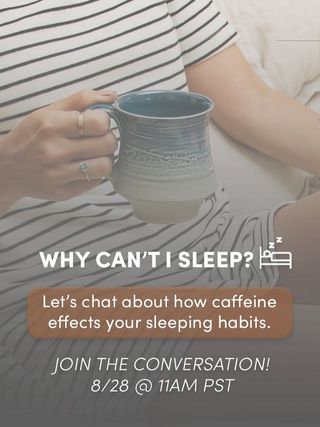 WHY CAN'T I SLEEP?
Let's chat about how caffeine
effects your sleeping habits.
JOIN THE CONVERSATION!
8/28 @ 11AM PST